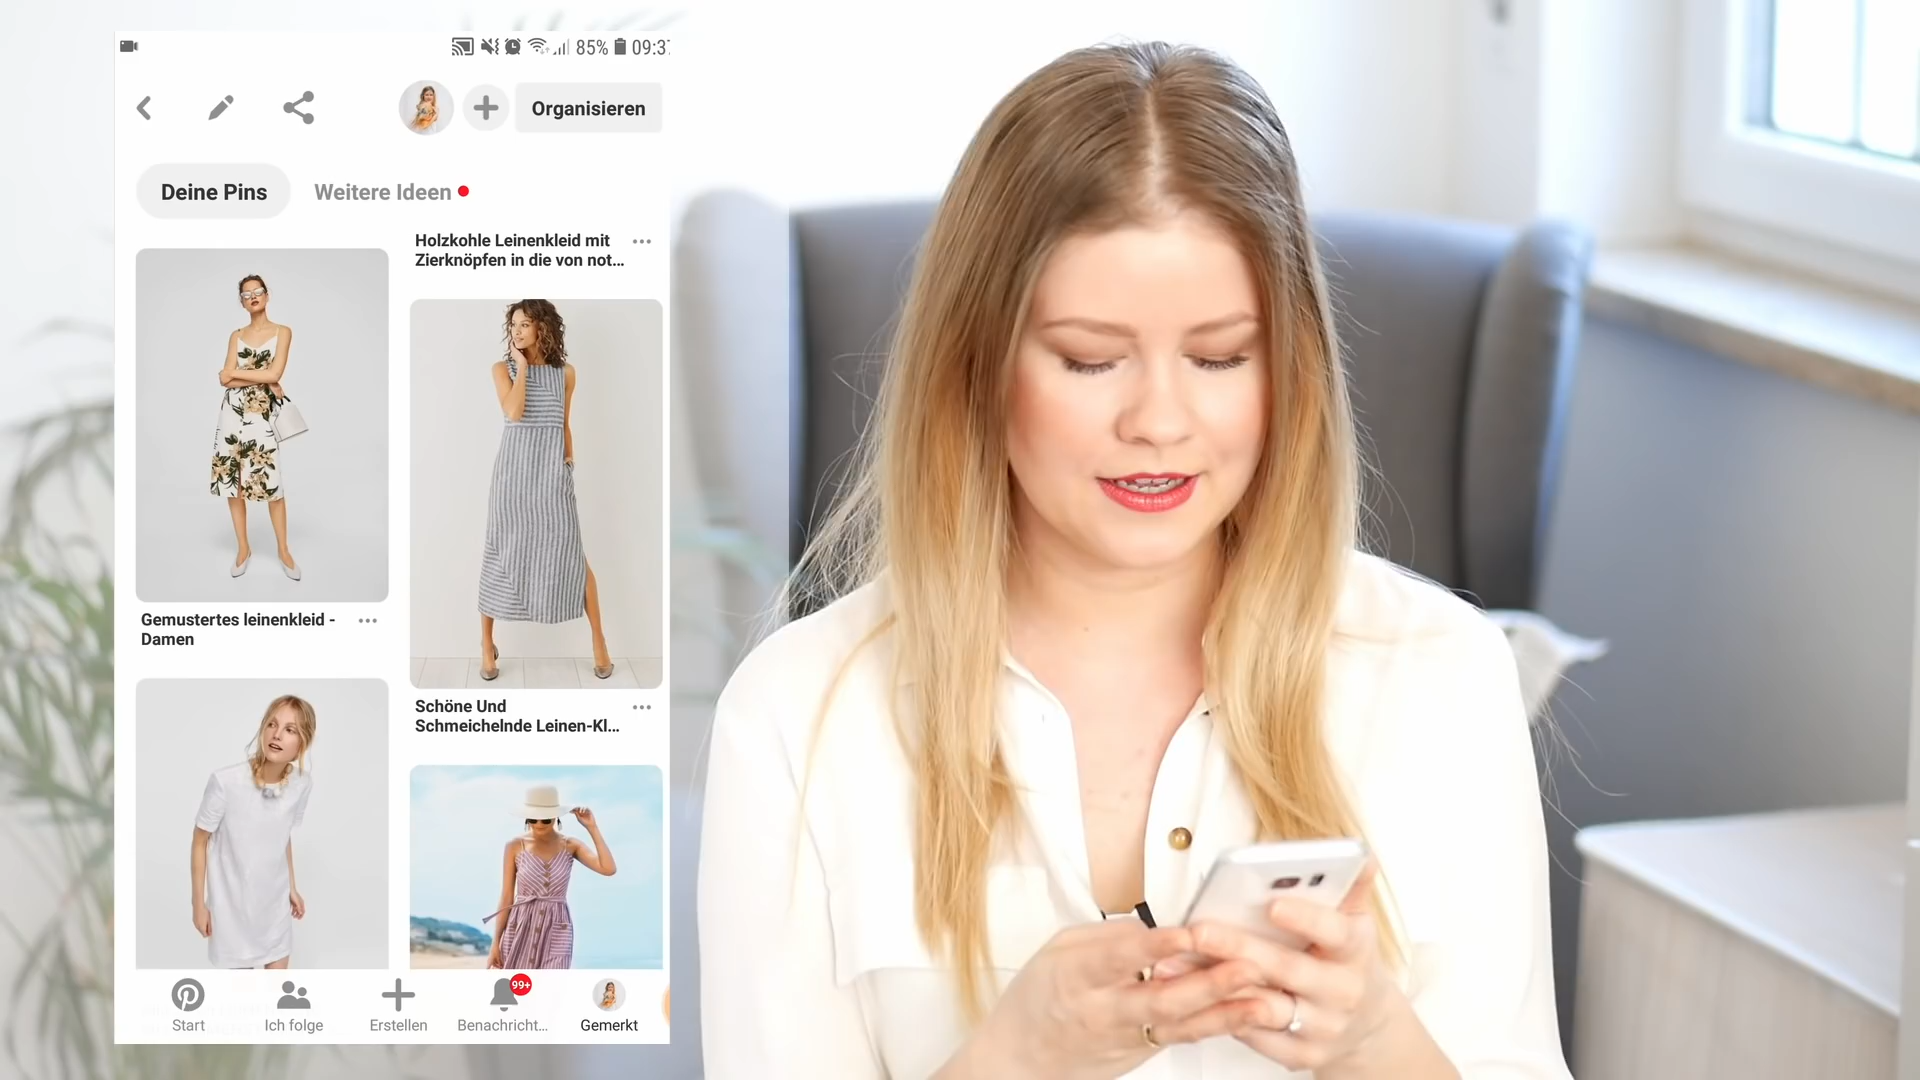 85% 09:37
Organisieren
Deine Pins
Weitere Ideen
Holzkohle Leinenkleid mit
Zierknöpfen in die von not...
Gemustertes leinenkleid -
Damen
Schöne Und
Schmeichelnde Leinen-Kl...
99+
Start
Ich folge
Erstellen
Benachricht...
Gemerkt